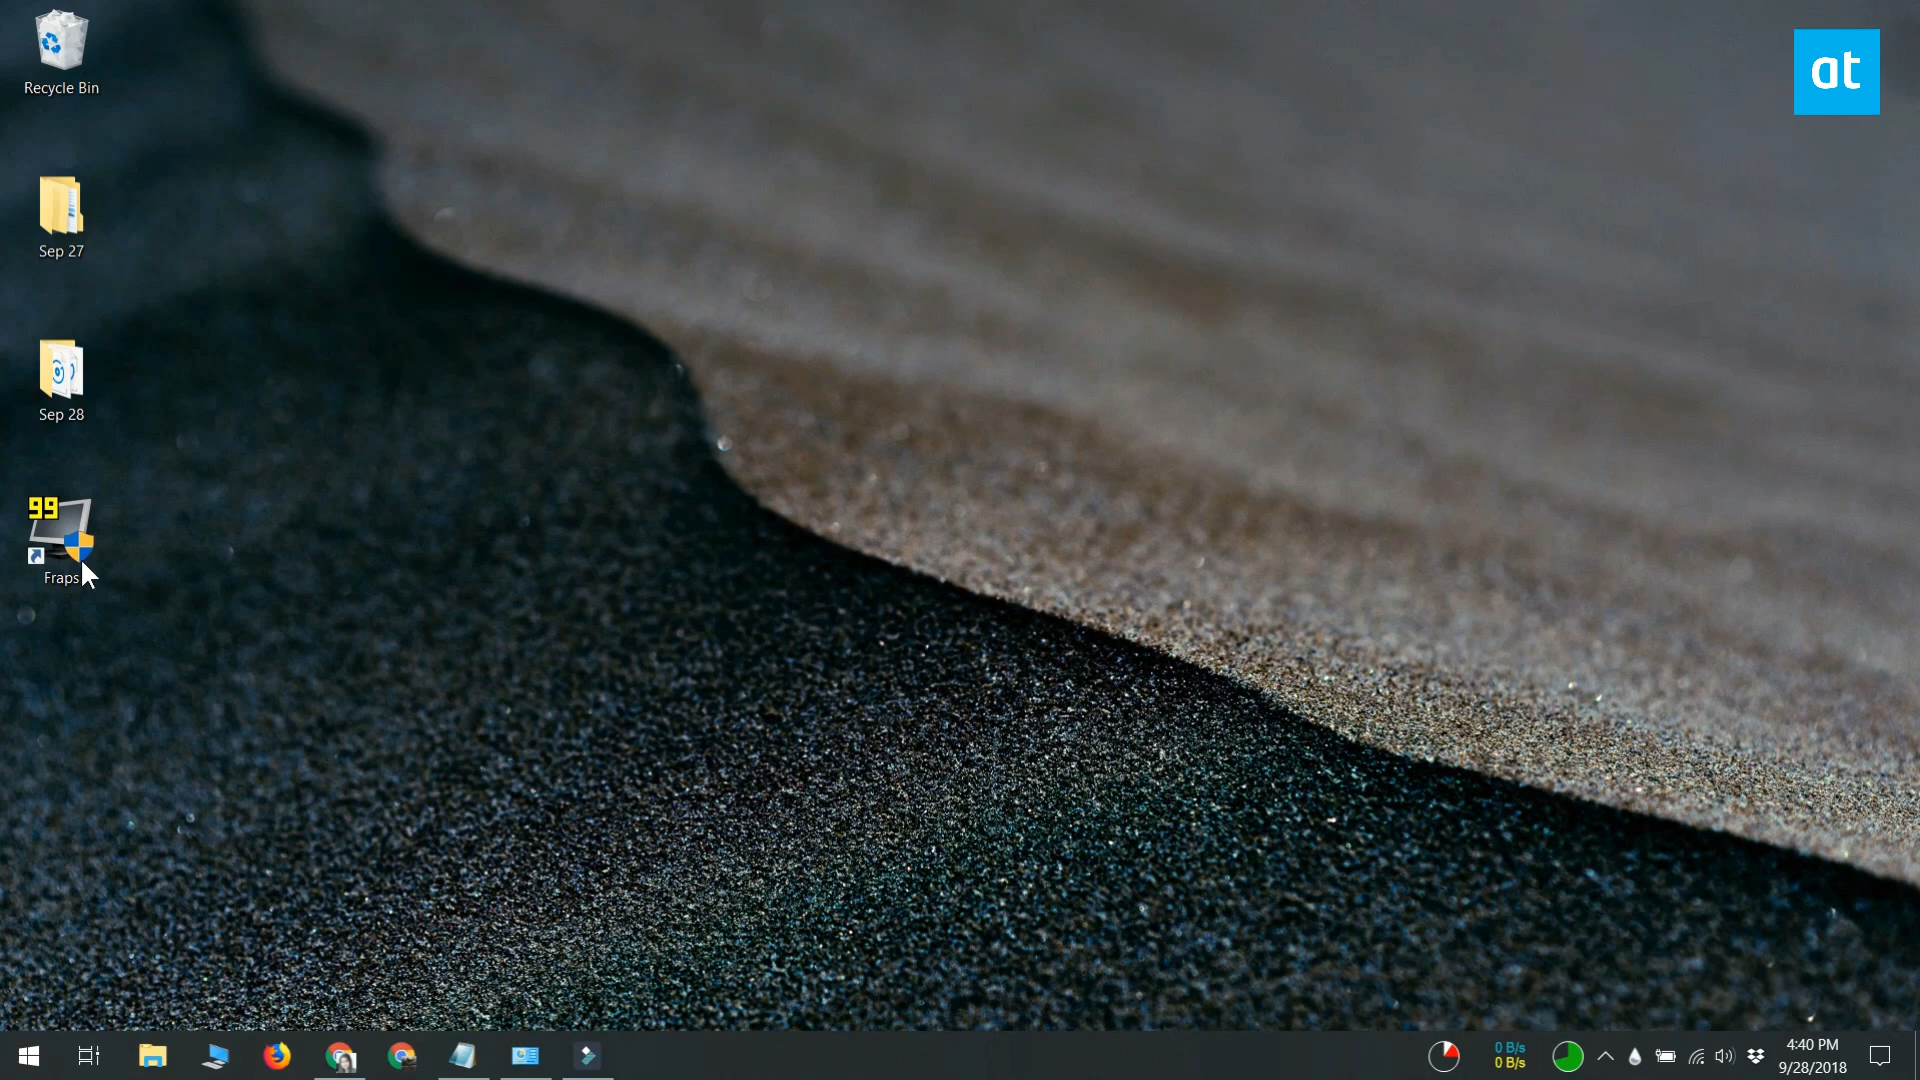 Recycle Bin
at
Sep 27
Sep 28
99
Fraps
0 B/s
0 B/s
4:40 PM
9/28/2018